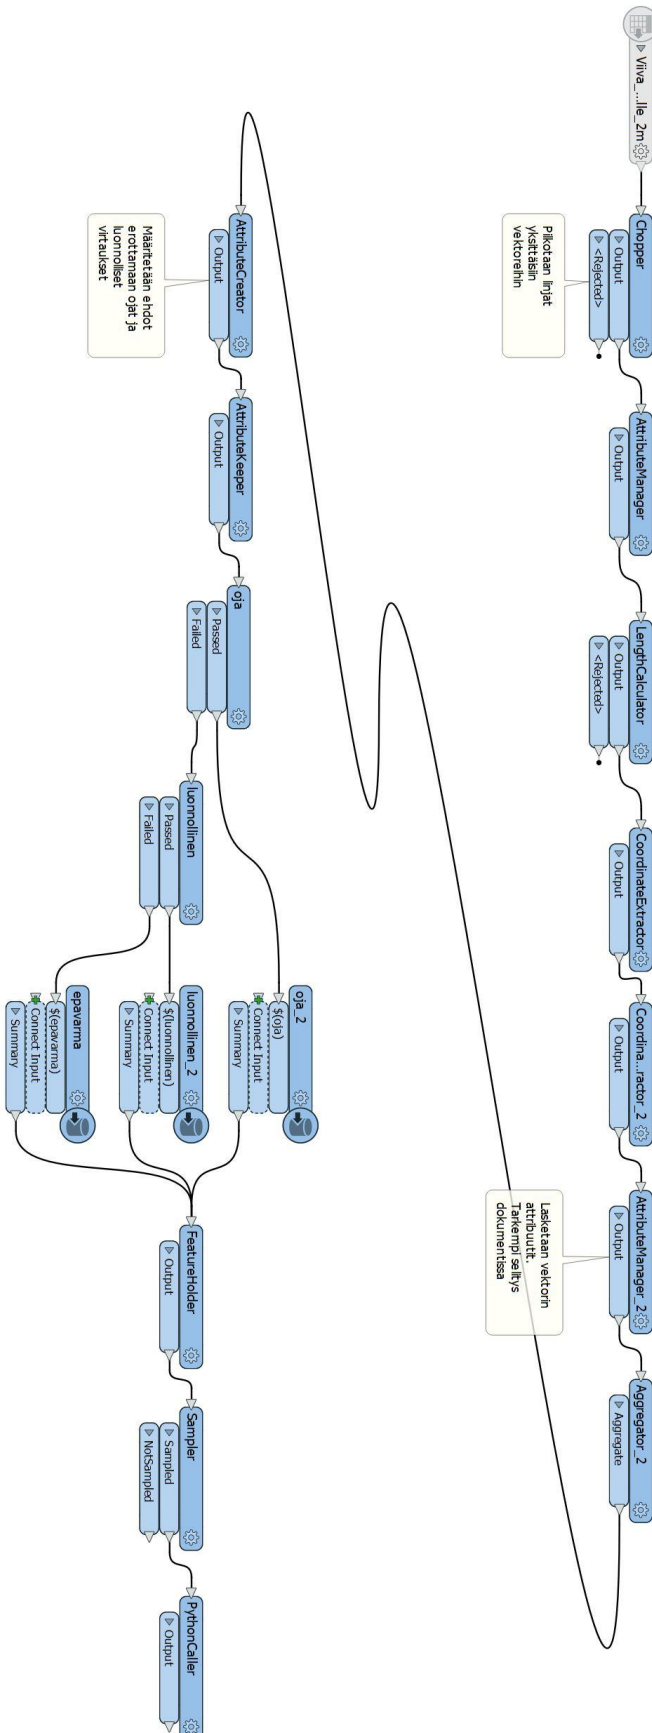 Viiva_...lle_2m
Chopper
Output
<Rejected>
Pilkotaan linjat
yksittäisiin
vektoreihin
AttributeManager
Output
LengthCalculator
Output
<Rejected>
CoordinateExtractor
Output
Coordina...ractor_2
Output
AttributeManager_2
Output
Lasketaan vektorin
attribuutit.
Tarkempi selitys
dokumentissa
Aggregator_2
Aggregate
AttributeCreator
Output
Määritetään ehdot
erottamaan ojat ja
luonnolliset
virtaukset
AttributeKeeper
Output
oja
Passed
Failed
luonnollinen
Passed
Failed
oja_2
$(oja)
Connect Input
Summary
luonnollinen_2
$(luonnollinen)
Connect Input
Summary
epavarma
$(epavarma)
Connect Input
Summary
FeatureHolder
Output
Sampler
Sampled
NotSampled
PythonCaller
Output